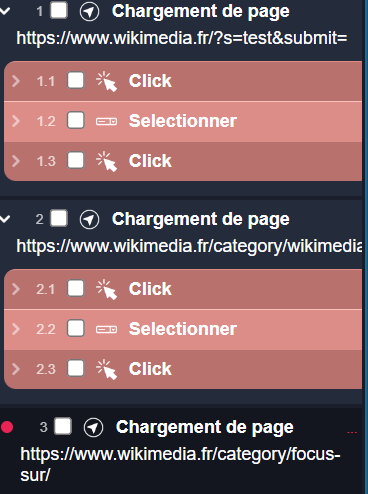 1 Chargement de page
https://www.wikimedia.fr/?s=test&submit=
1.1 Click
1.2 Selectionner
1.3 Click
2 Chargement de page
https://www.wikimedia.fr/category/wikimedia
2.1 Click
2.2 Selectionner
2.3 Click
3 Chargement de page ...
https://www.wikimedia.fr/category/focus-
sur/